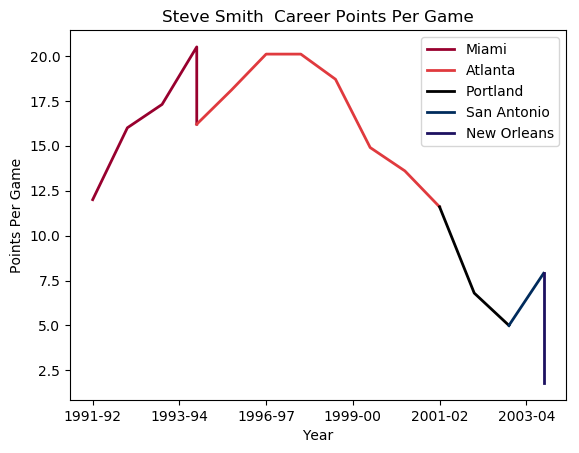 Steve Smith  Career Points Per Game
Miami
Atlanta
Portland
San Antonio
New Orleans
Points Per Game
20.0
17.5
15.0
12.5
10.0
7.5
5.0
2.5
1991-92 1993-94 1996-97 1999-00 2001-02 2003-04
Year